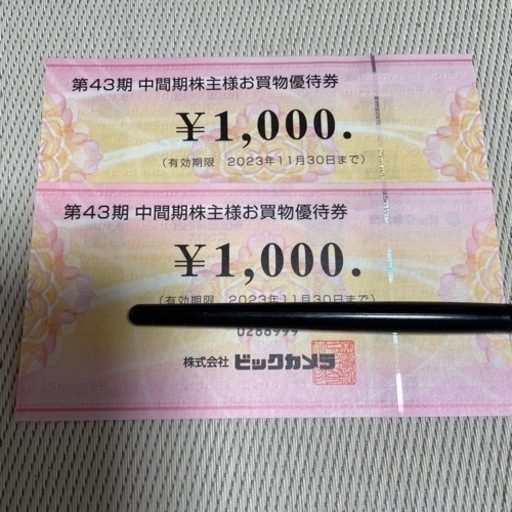 第43期 中間期株主様お買物優待券
￥1,000.
（有効期限 2023年11月30日まで）
第43期 中間期株主様お買物優待券
￥1,000.
（有効期限 2023年11月30日まで）
株式会社 ビックカメラ